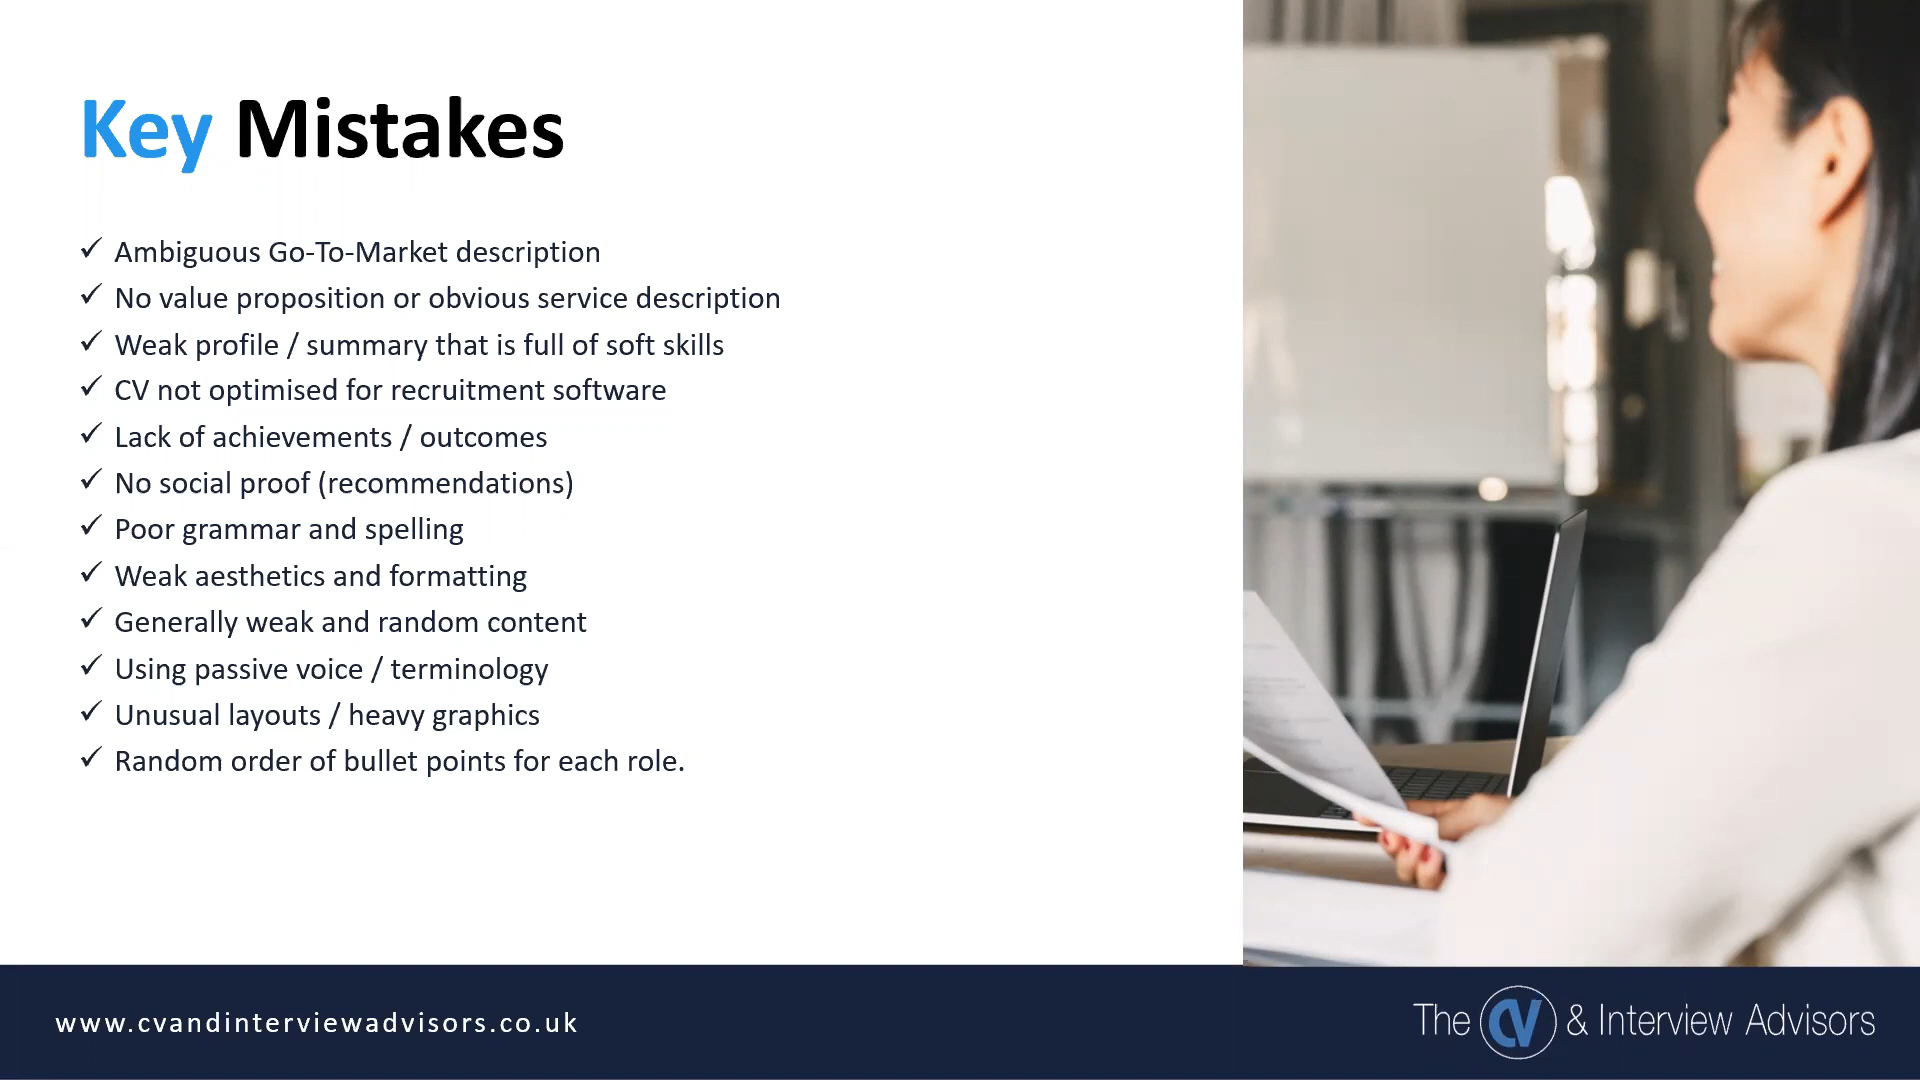 Key Mistakes
✓ Ambiguous Go-To-Market description
✓ No value proposition or obvious service description
✓ Weak profile / summary that is full of soft skills
✓ CV not optimised for recruitment software
✓ Lack of achievements / outcomes
✓ No social proof (recommendations)
✓ Poor grammar and spelling
✓ Weak aesthetics and formatting
✓ Generally weak and random content
✓ Using passive voice / terminology
✓ Unusual layouts / heavy graphics
✓ Random order of bullet points for each role.
www.cvandinterviewadvisors.co.uk
The CV & Interview Advisors